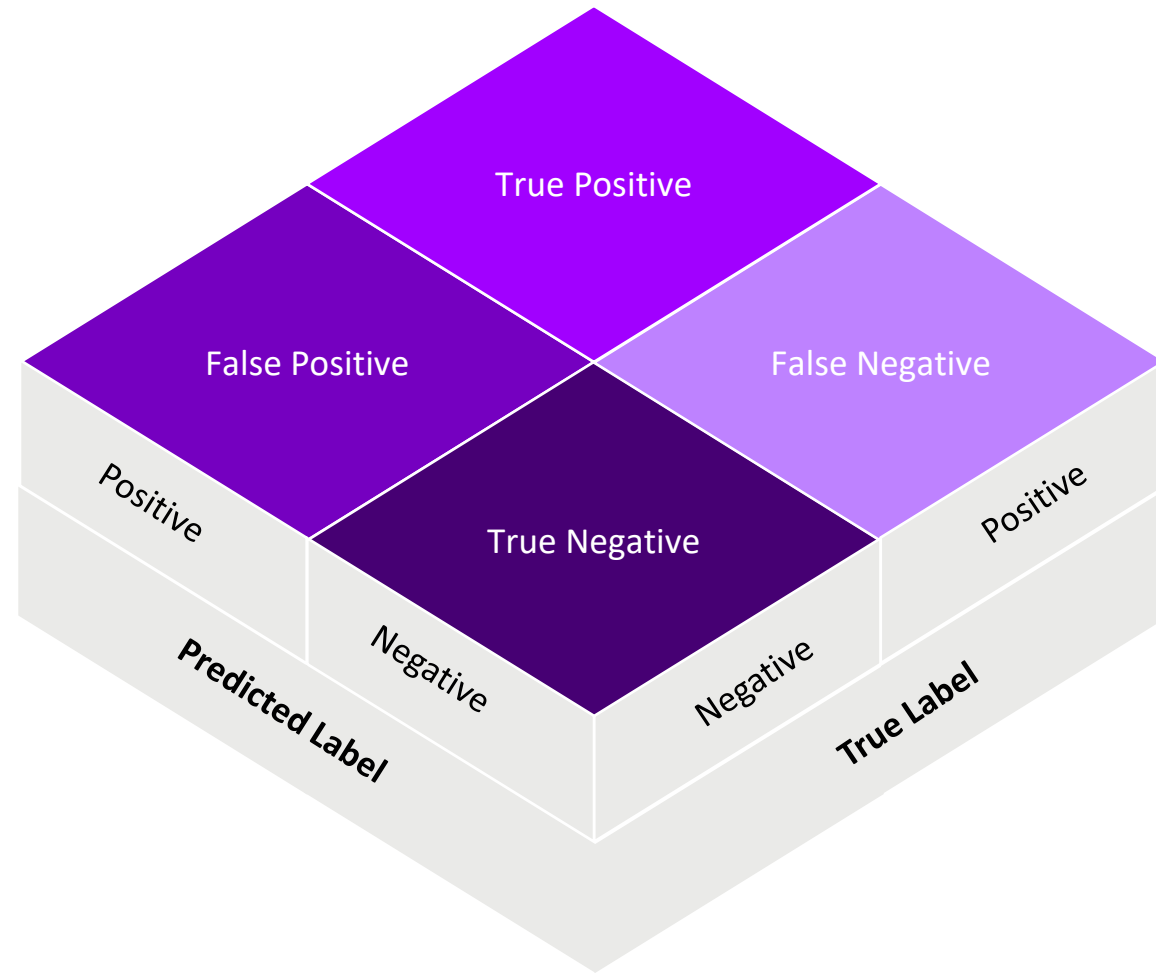 True Positive
False Positive
False Negative
True Negative
Positive
Negative
Predicted Label
Negative
Positive
True Label